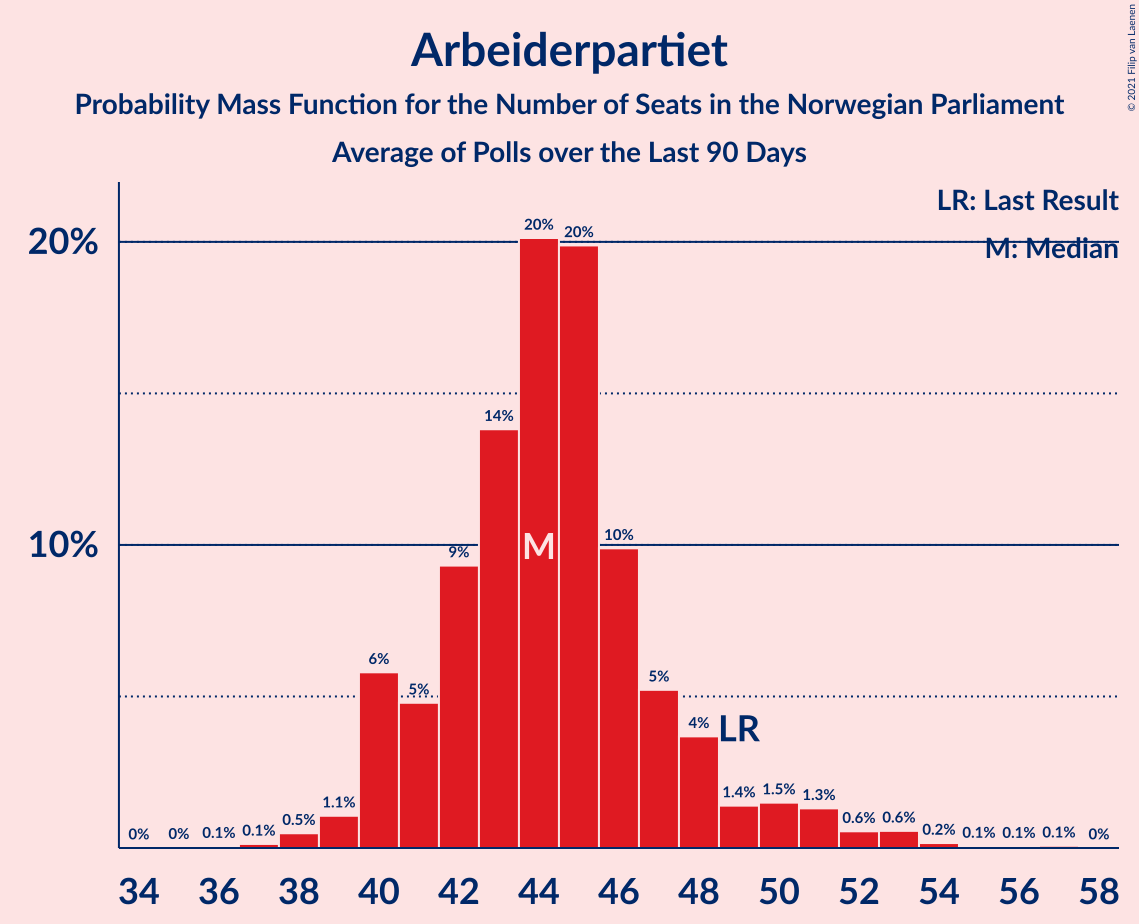 Arbeiderpartiet
Probability Mass Function for the Number of Seats in the Norwegian Parliament
Average of Polls over the Last 90 Days
© 2021 Filip van Laenen
LR: Last Result
M: Median
20%
10%
0% 0% 0.1% 0.1% 0.5% 1.1% 6% 5% 9% 14% 20% 20% 10% 5% 4% 1.4% 1.5% 1.3% 0.6% 0.6% 0.2% 0.1% 0.1% 0.1% 0%
M
LR
34 36 38 40 42 44 46 48 50 52 54 56 58